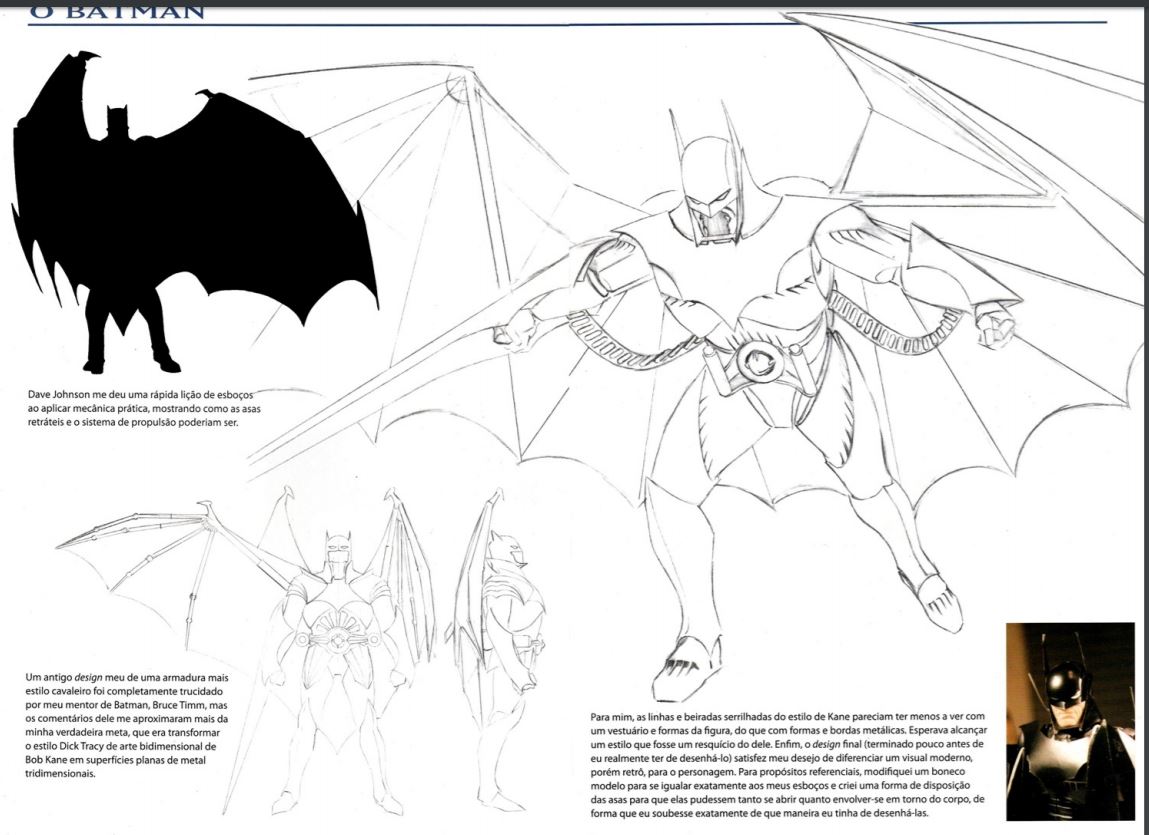 O BATMAN
Dave Johnson me deu uma rápida lição de esboços
ao aplicar mecânica prática, mostrando como as asas
retráteis e o sistema de propulsão poderiam ser.
Um antigo design meu de uma armadura mais
estilo cavaleiro foi completamente trucidado
por meu mentor de Batman, Bruce Timm, mas
os comentários dele me aproximaram mais da
minha verdadeira meta, que era transformar
o estilo Dick Tracy de arte bidimensional de
Bob Kane em superfícies planas de metal
tridimensionais.
Para mim, as linhas e beiradas serrilhadas do estilo de Kane pareciam ter menos a ver com
um vestuário e formas da figura, do que com formas e bordas metálicas. Esperava alcançar
um estilo que fosse um resquício do dele. Enfim, o design final (terminado pouco antes de
eu realmente ter de desenhá-lo) satisfez meu desejo de diferenciar um visual moderno,
porém retrô, para o personagem. Para propósitos referenciais, modifiquei um boneco
modelo para se igualar exatamente aos meus esboços e criei uma forma de disposição
das asas para que elas pudessem tanto se abrir quanto envolver-se em torno do corpo, de
forma que eu soubesse exatamente de que maneira eu tinha de desenhá-las.